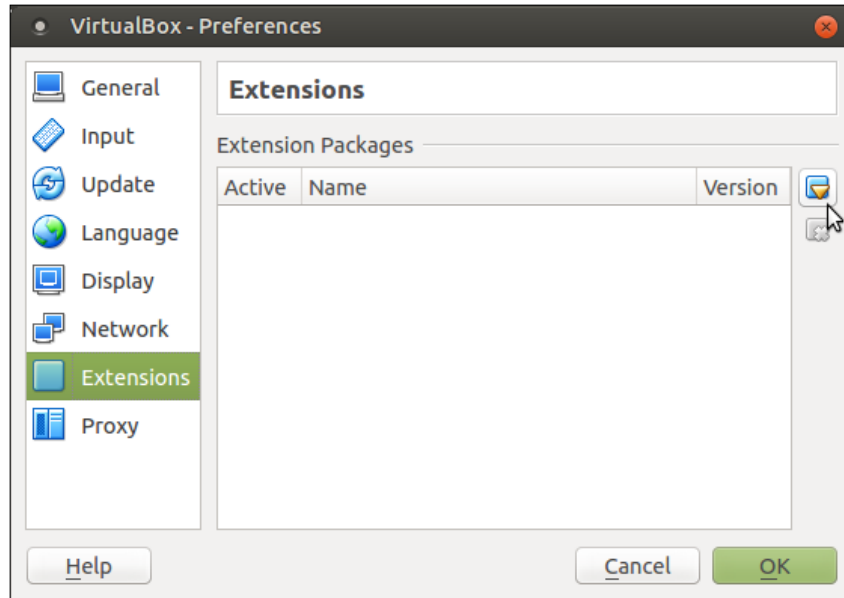 VirtualBox - Preferences
General
Input
Update
Language
Display
Network
Extensions
Proxy
Extensions
Extension Packages
Active Name Version
Help Cancel OK